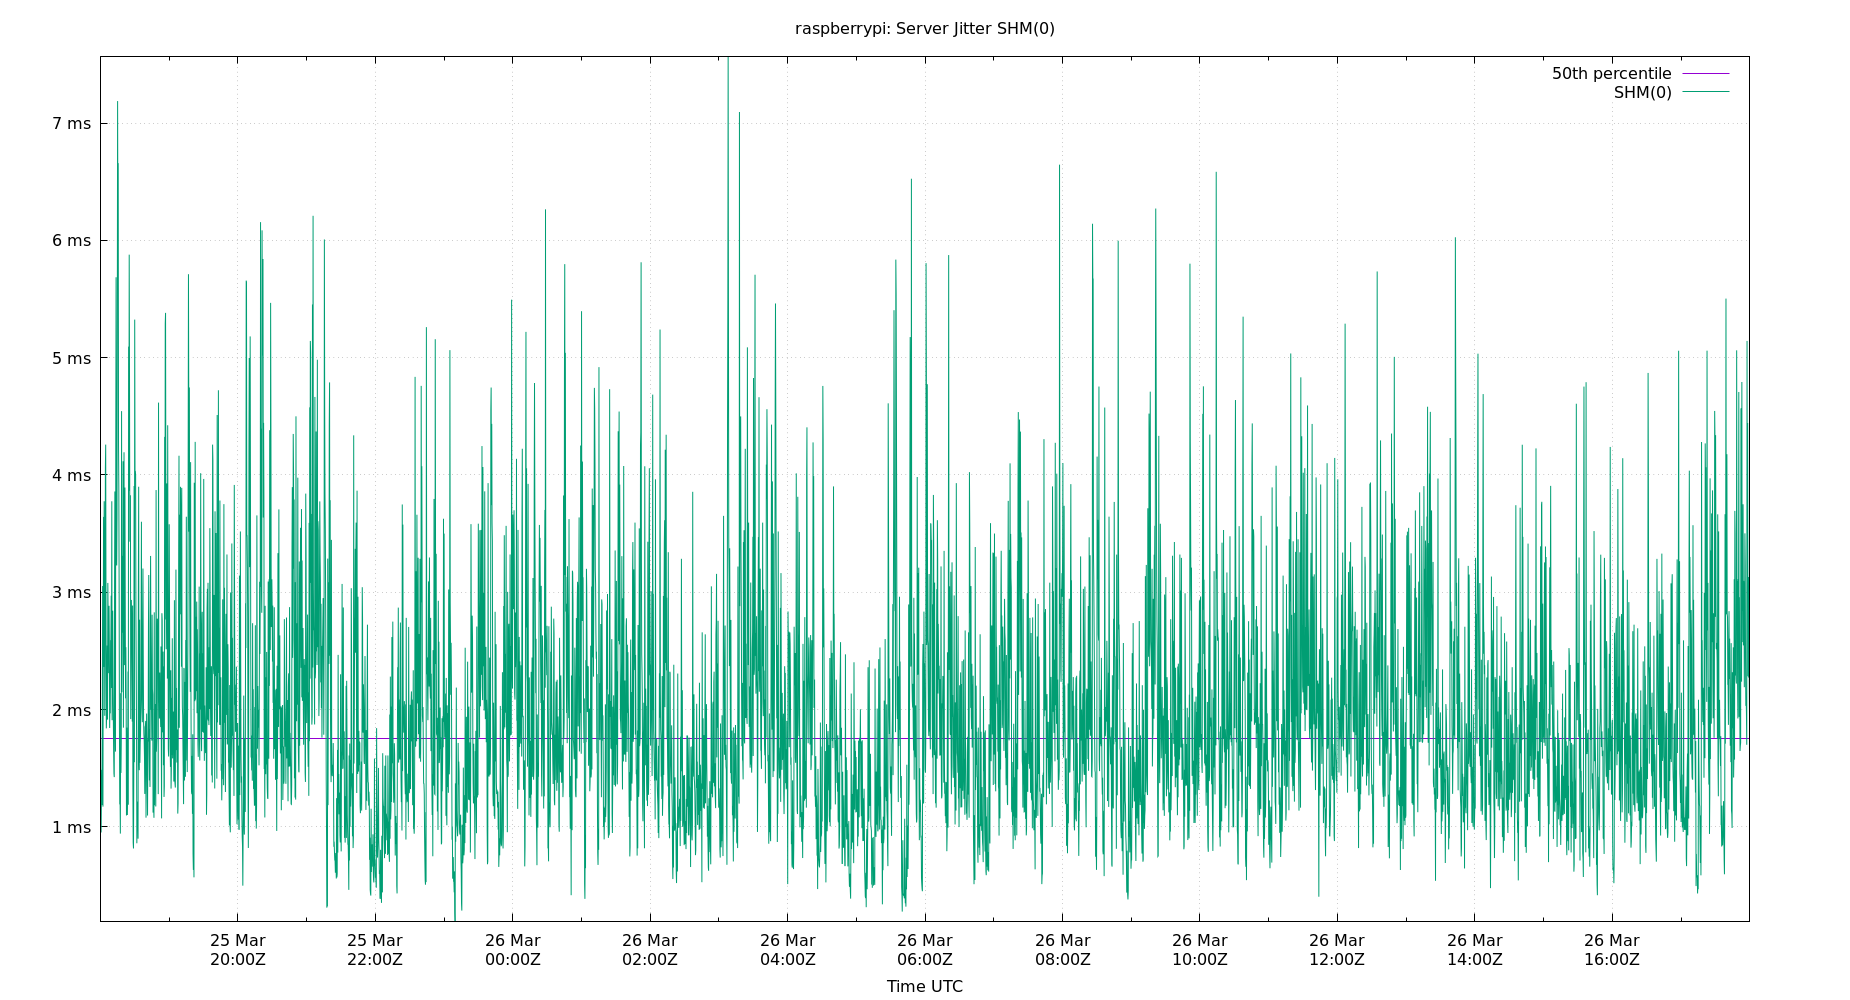 raspberrypi: Server Jitter SHM(0)
50th percentile
SHM(0)
7 ms
6 ms
5 ms
4 ms
3 ms
2 ms
1 ms
25 Mar 25 Mar 26 Mar 26 Mar 26 Mar 26 Mar 26 Mar 26 Mar 26 Mar 26 Mar 26 Mar
20:00Z 22:00Z 00:00Z 02:00Z 04:00Z 06:00Z 08:00Z 10:00Z 12:00Z 14:00Z 16:00Z
Time UTC